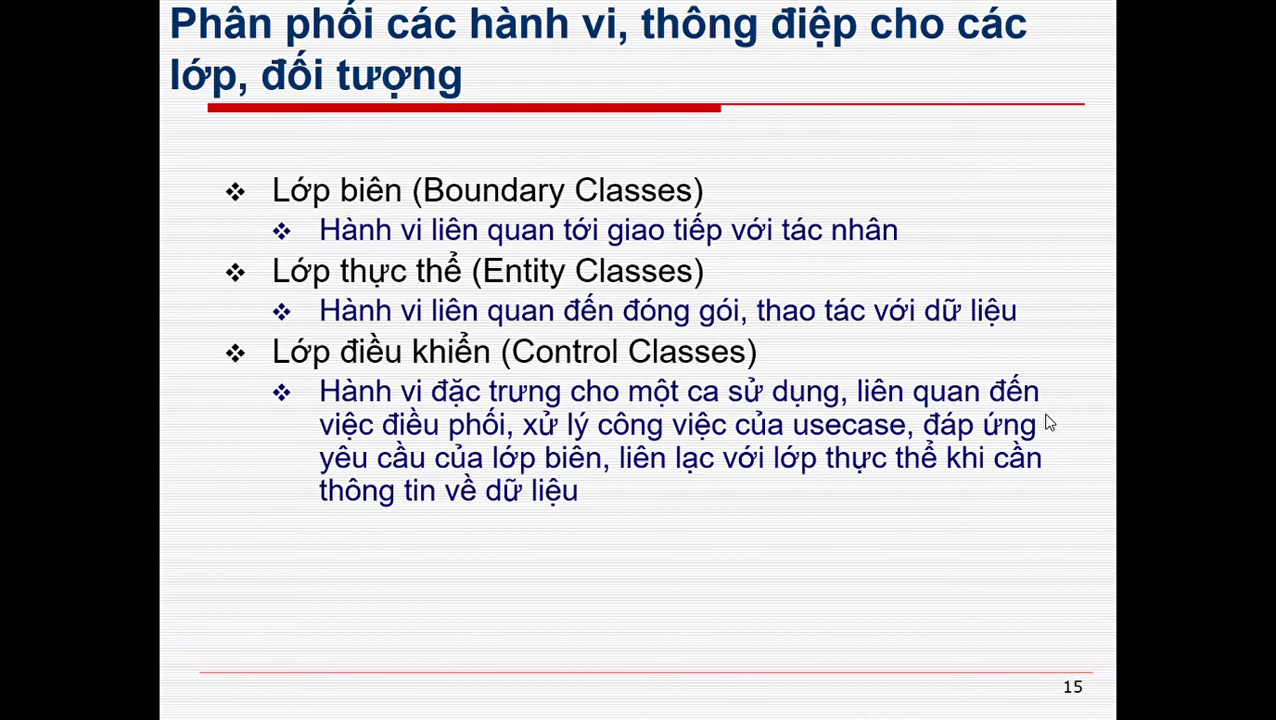 Phân phối các hành vi, thông điệp cho các
lớp, đối tượng
❖ Lớp biên (Boundary Classes)
❖ Hành vi liên quan tới giao tiếp với tác nhân
❖ Lớp thực thể (Entity Classes)
❖ Hành vi liên quan đến đóng gói, thao tác với dữ liệu
❖ Lớp điều khiển (Control Classes)
❖ Hành vi đặc trưng cho một ca sử dụng, liên quan đến
việc điều phối, xử lý công việc của usecase, đáp ứng
yêu cầu của lớp biên, liên lạc với lớp thực thể khi cần
thông tin về dữ liệu
15